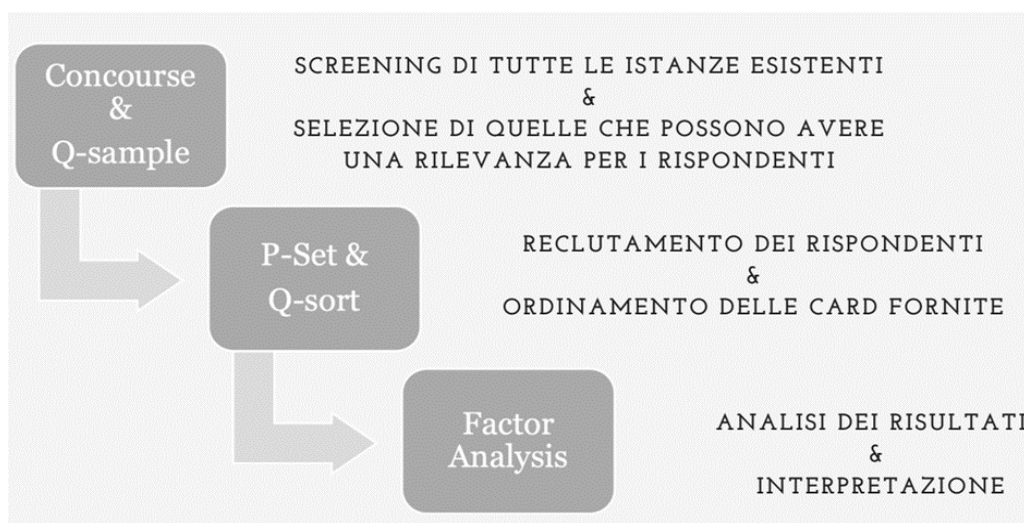 Concourse
&
Q-sample
SCREENING DI TUTTE LE ISTANZE ESISTENTI
&
SELEZIONE DI QUELLE CHE POSSONO AVERE
UNA RILEVANZA PER I RISPONDENTI
P-Set &
Q-sort
RECLUTAMENTO DEI RISPONDENTI
&
ORDINAMENTO DELLE CARD FORNITE
Factor
Analysis
ANALISI DEI RISULTATI
&
INTERPRETAZIONE